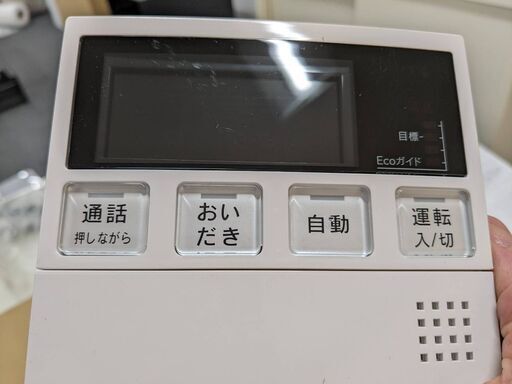 目標
Ecoガイド
通話
押しながら
おい
だき
自動
運転
入/切